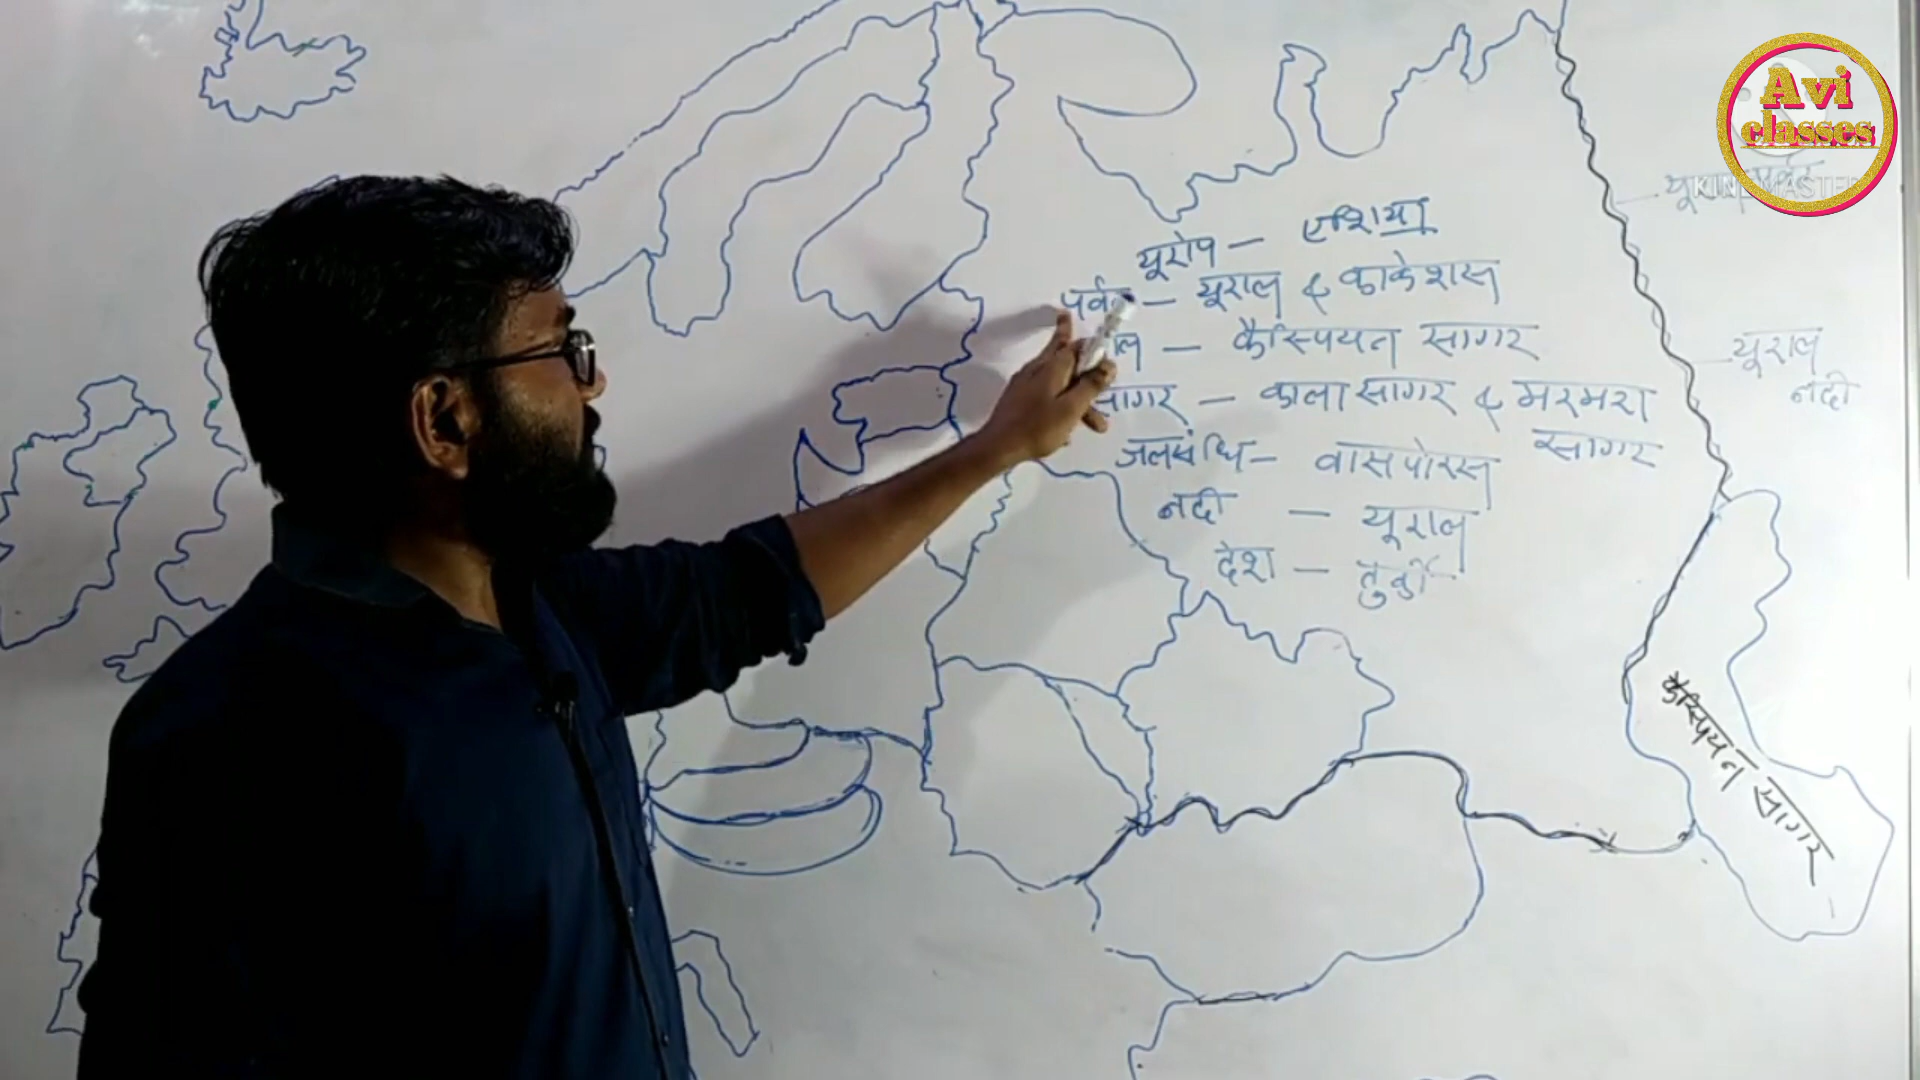 Avi
classes
KINEMASTER
यूरोप - एशिया
पर्वत - यूराल & काकेशस
कैस्पियन सागर
सागर - काला सागर & मरमरा
सागर
जलसंधि - वासपोरस
नदी - यूराल
देश - तुर्की
यूराल
नदी
कैस्पियन सागर